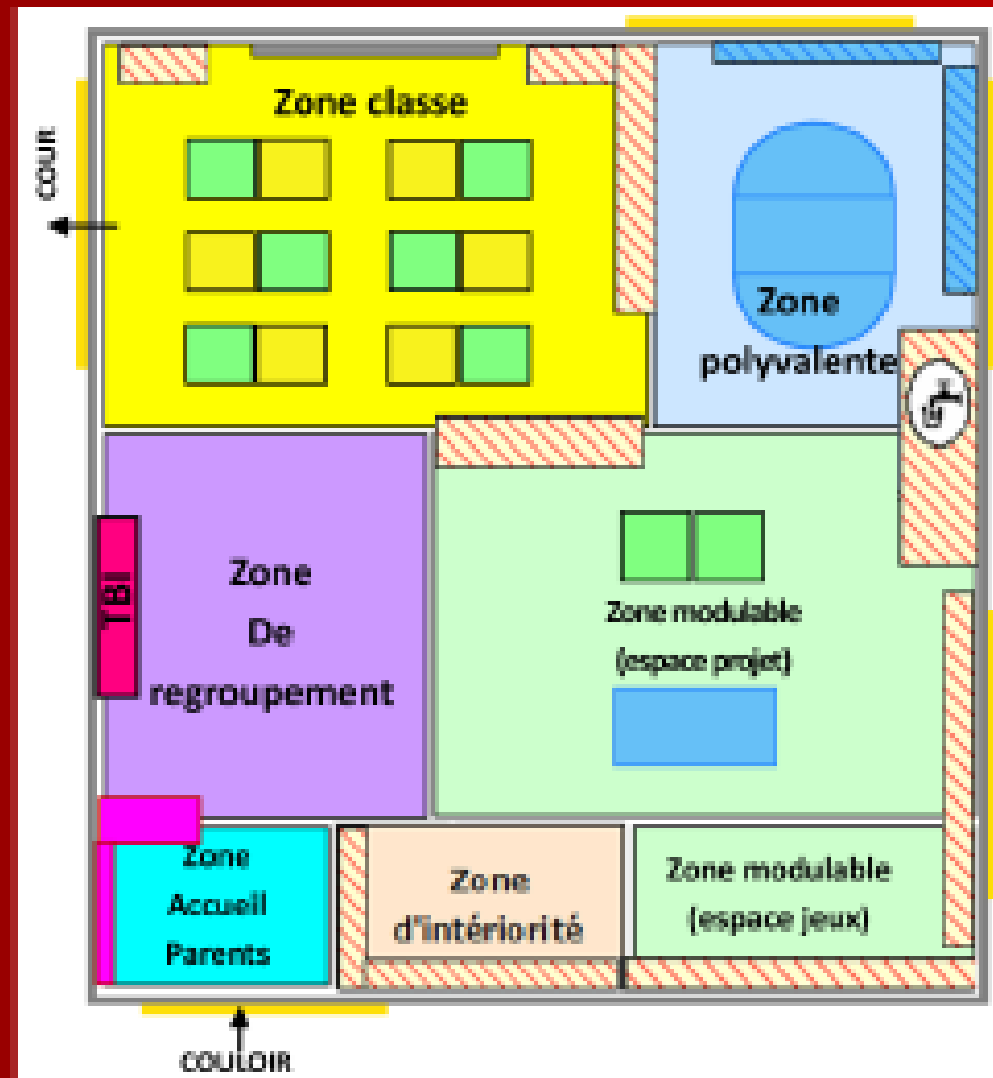 Zone classe
COUR
Zone
polyvalente
TBI
Zone
De
regroupement
Zone modulable
(espace projet)
Zone
Accueil
Parents
Zone
d'intériorité
Zone modulable
(espace jeux)
COULOIR